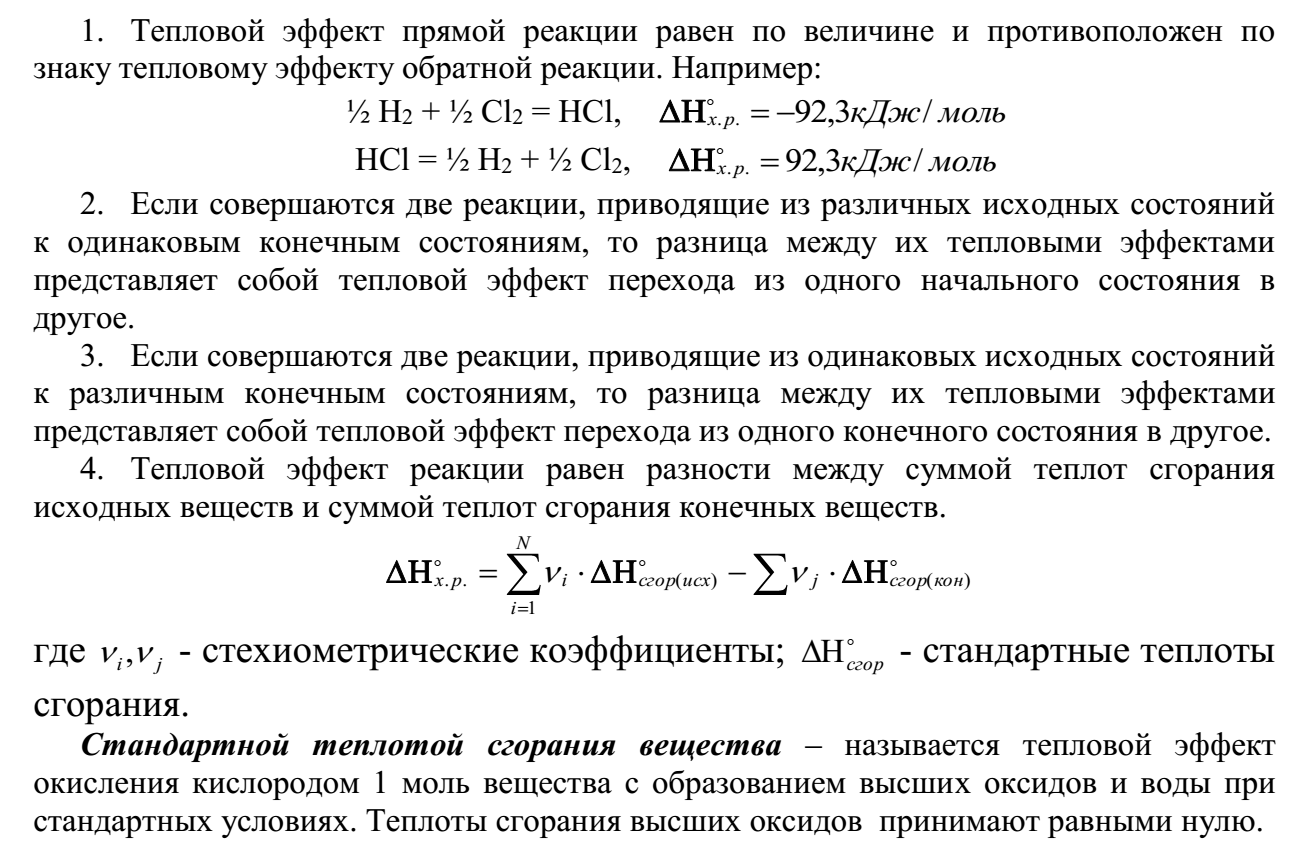 1. Тепловой эффект прямой реакции равен по величине и противоположен по
знаку тепловому эффекту обратной реакции. Например:
½ H₂ + ½ Cl₂ = HCl, ΔH°х.р. = −92,3кДж/ моль
HCl = ½ H₂ + ½ Cl₂, ΔH°х.р. = 92,3кДж/ моль
2. Если совершаются две реакции, приводящие из различных исходных состояний
к одинаковым конечным состояниям, то разница между их тепловыми эффектами
представляет собой тепловой эффект перехода из одного начального состояния в
другое.
3. Если совершаются две реакции, приводящие из одинаковых исходных состояний
к различным конечным состояниям, то разница между их тепловыми эффектами
представляет собой тепловой эффект перехода из одного конечного состояния в другое.
4. Тепловой эффект реакции равен разности между суммой теплот сгорания
исходных веществ и суммой теплот сгорания конечных веществ.
ΔH°х.р. = ∑ᵢ₌₁ᴺ νᵢ · ΔH°сгор(исх) − ∑ νⱼ · ΔH°сгор(кон)
где νᵢ,νⱼ - стехиометрические коэффициенты; ΔH°сгор - стандартные теплоты
сгорания.
Стандартной теплотой сгорания вещества – называется тепловой эффект
окисления кислородом 1 моль вещества с образованием высших оксидов и воды при
стандартных условиях. Теплоты сгорания высших оксидов принимают равными нулю.